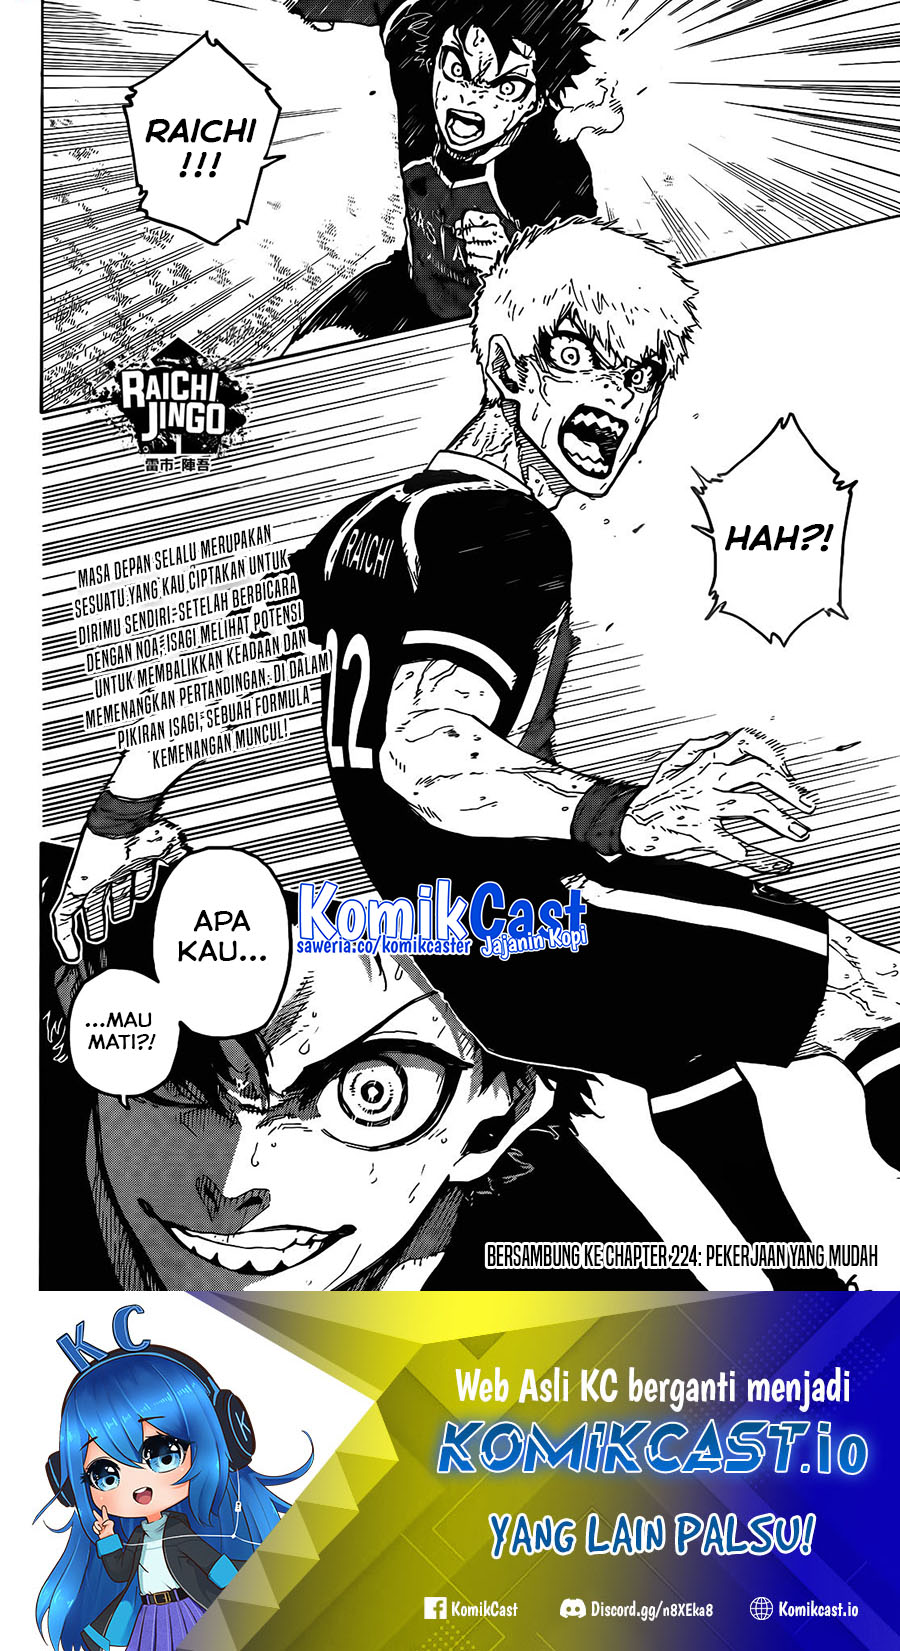 RAICHI
!!!
RAICHI
JINGO
雷市 陣吾
HAH?!
RAICHI
22
MASA DEPAN SELALU MERUPAKAN
SESUATU YANG KAU CIPTAKAN UNTUK
DIRIMU SENDIRI-SETELAH BERBICARA
DENGAN NOA, ISAGI MELIHAT POTENSI
UNTUK MEMBALIKKAN KEADAAN DAN
MEMENANGKAN PERTANDINGAN. DI DALAM
PIKIRAN ISAGI, SEBUAH FORMULA
KEMENANGAN MUNCUL!
APA
KAU...
...MAU
MATI?!
KomikCast
saweria.co/komikcaster Jajanin Kopi
BERSAMBUNG KE CHAPTER 224: PEKERJAAN YANG MUDAH
KC
K
Web Asli KC berganti menjadi
KOMIKCAST.io
YANG LAIN PALSU!
KomikCast
Discord.gg/n8XEka8
Komikcast.io